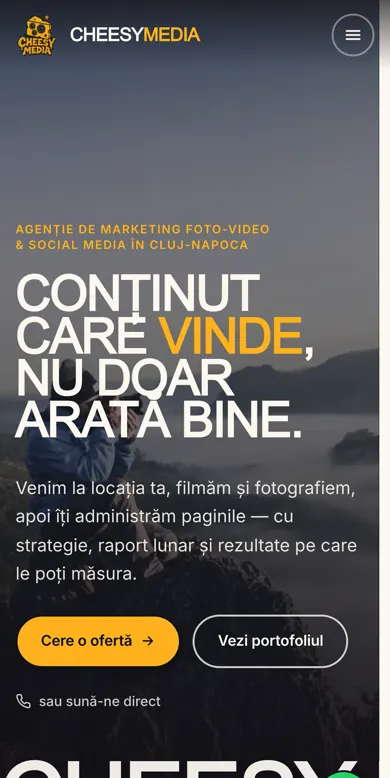 CHEESY MEDIA
CHEESYMEDIA
AGENȚIE DE MARKETING FOTO-VIDEO
& SOCIAL MEDIA ÎN CLUJ-NAPOCA
CONȚINUT
CARE VINDE,
NU DOAR
ARATĂ BINE.
Venim la locația ta, filmăm și fotografiem,
apoi îți administrăm paginile — cu
strategie, raport lunar și rezultate pe care
le poți măsura.
Cere o ofertă → Vezi portofoliul
sau sună-ne direct
CHEESY